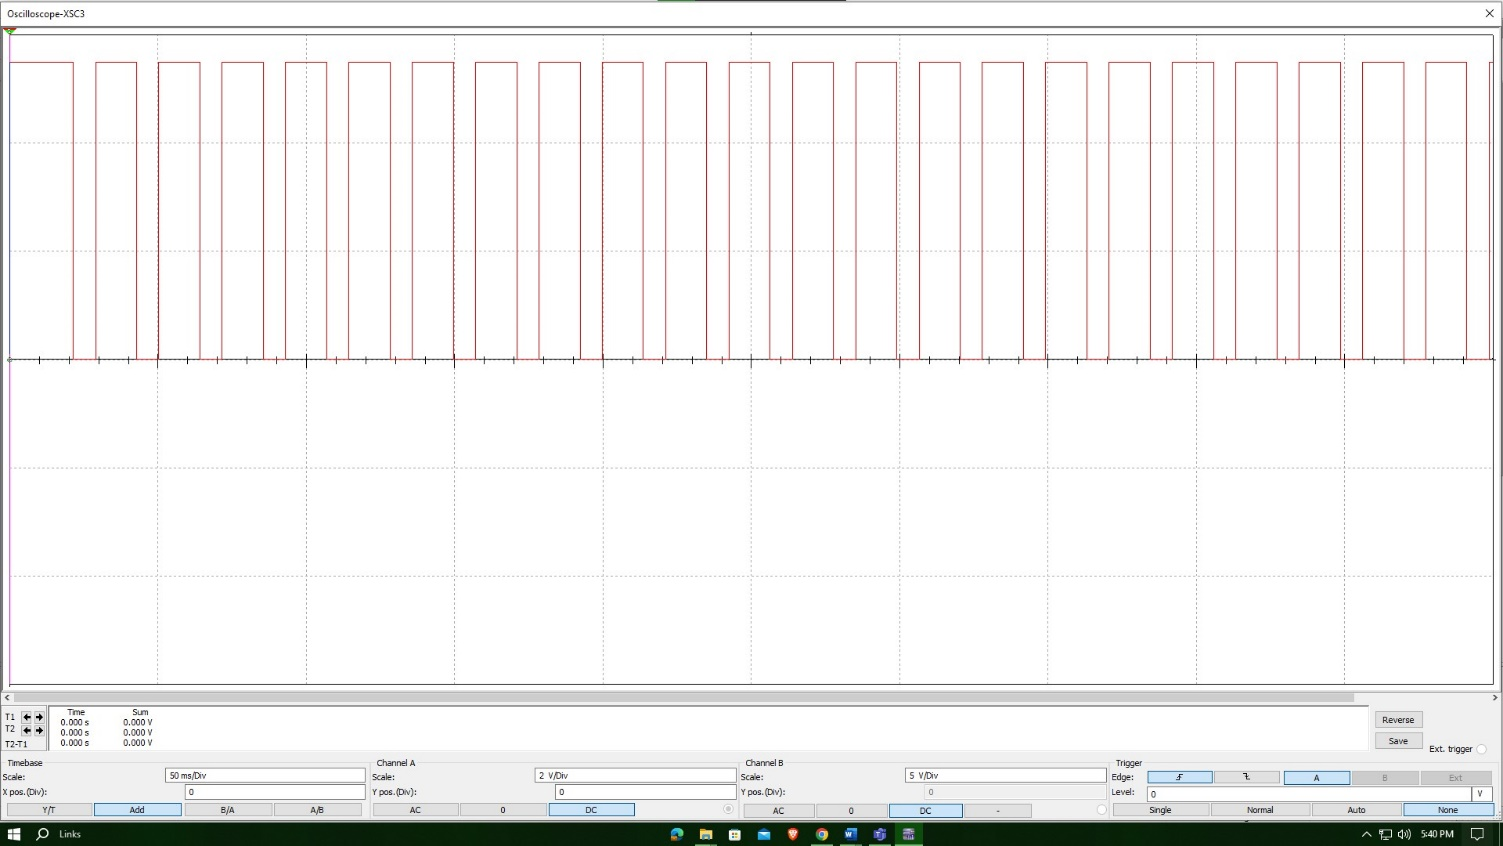 Oscilloscope-XSC3
Time Sum
T1 0.000 s 0.000 V
T2 0.000 s 0.000 V
T2-T1 0.000 s 0.000 V
Reverse
Save
Ext. trigger
Timebase Channel A Channel B Trigger
Scale: 50 ms/Div Scale: 2 V/Div Scale: 5 V/Div Edge: A B Ext
X pos.(Div): 0 Y pos.(Div): 0 Y pos.(Div): 0 Level: 0 V
Y/T Add B/A A/B AC 0 DC AC 0 DC - Single Normal Auto None
Links 5:40 PM